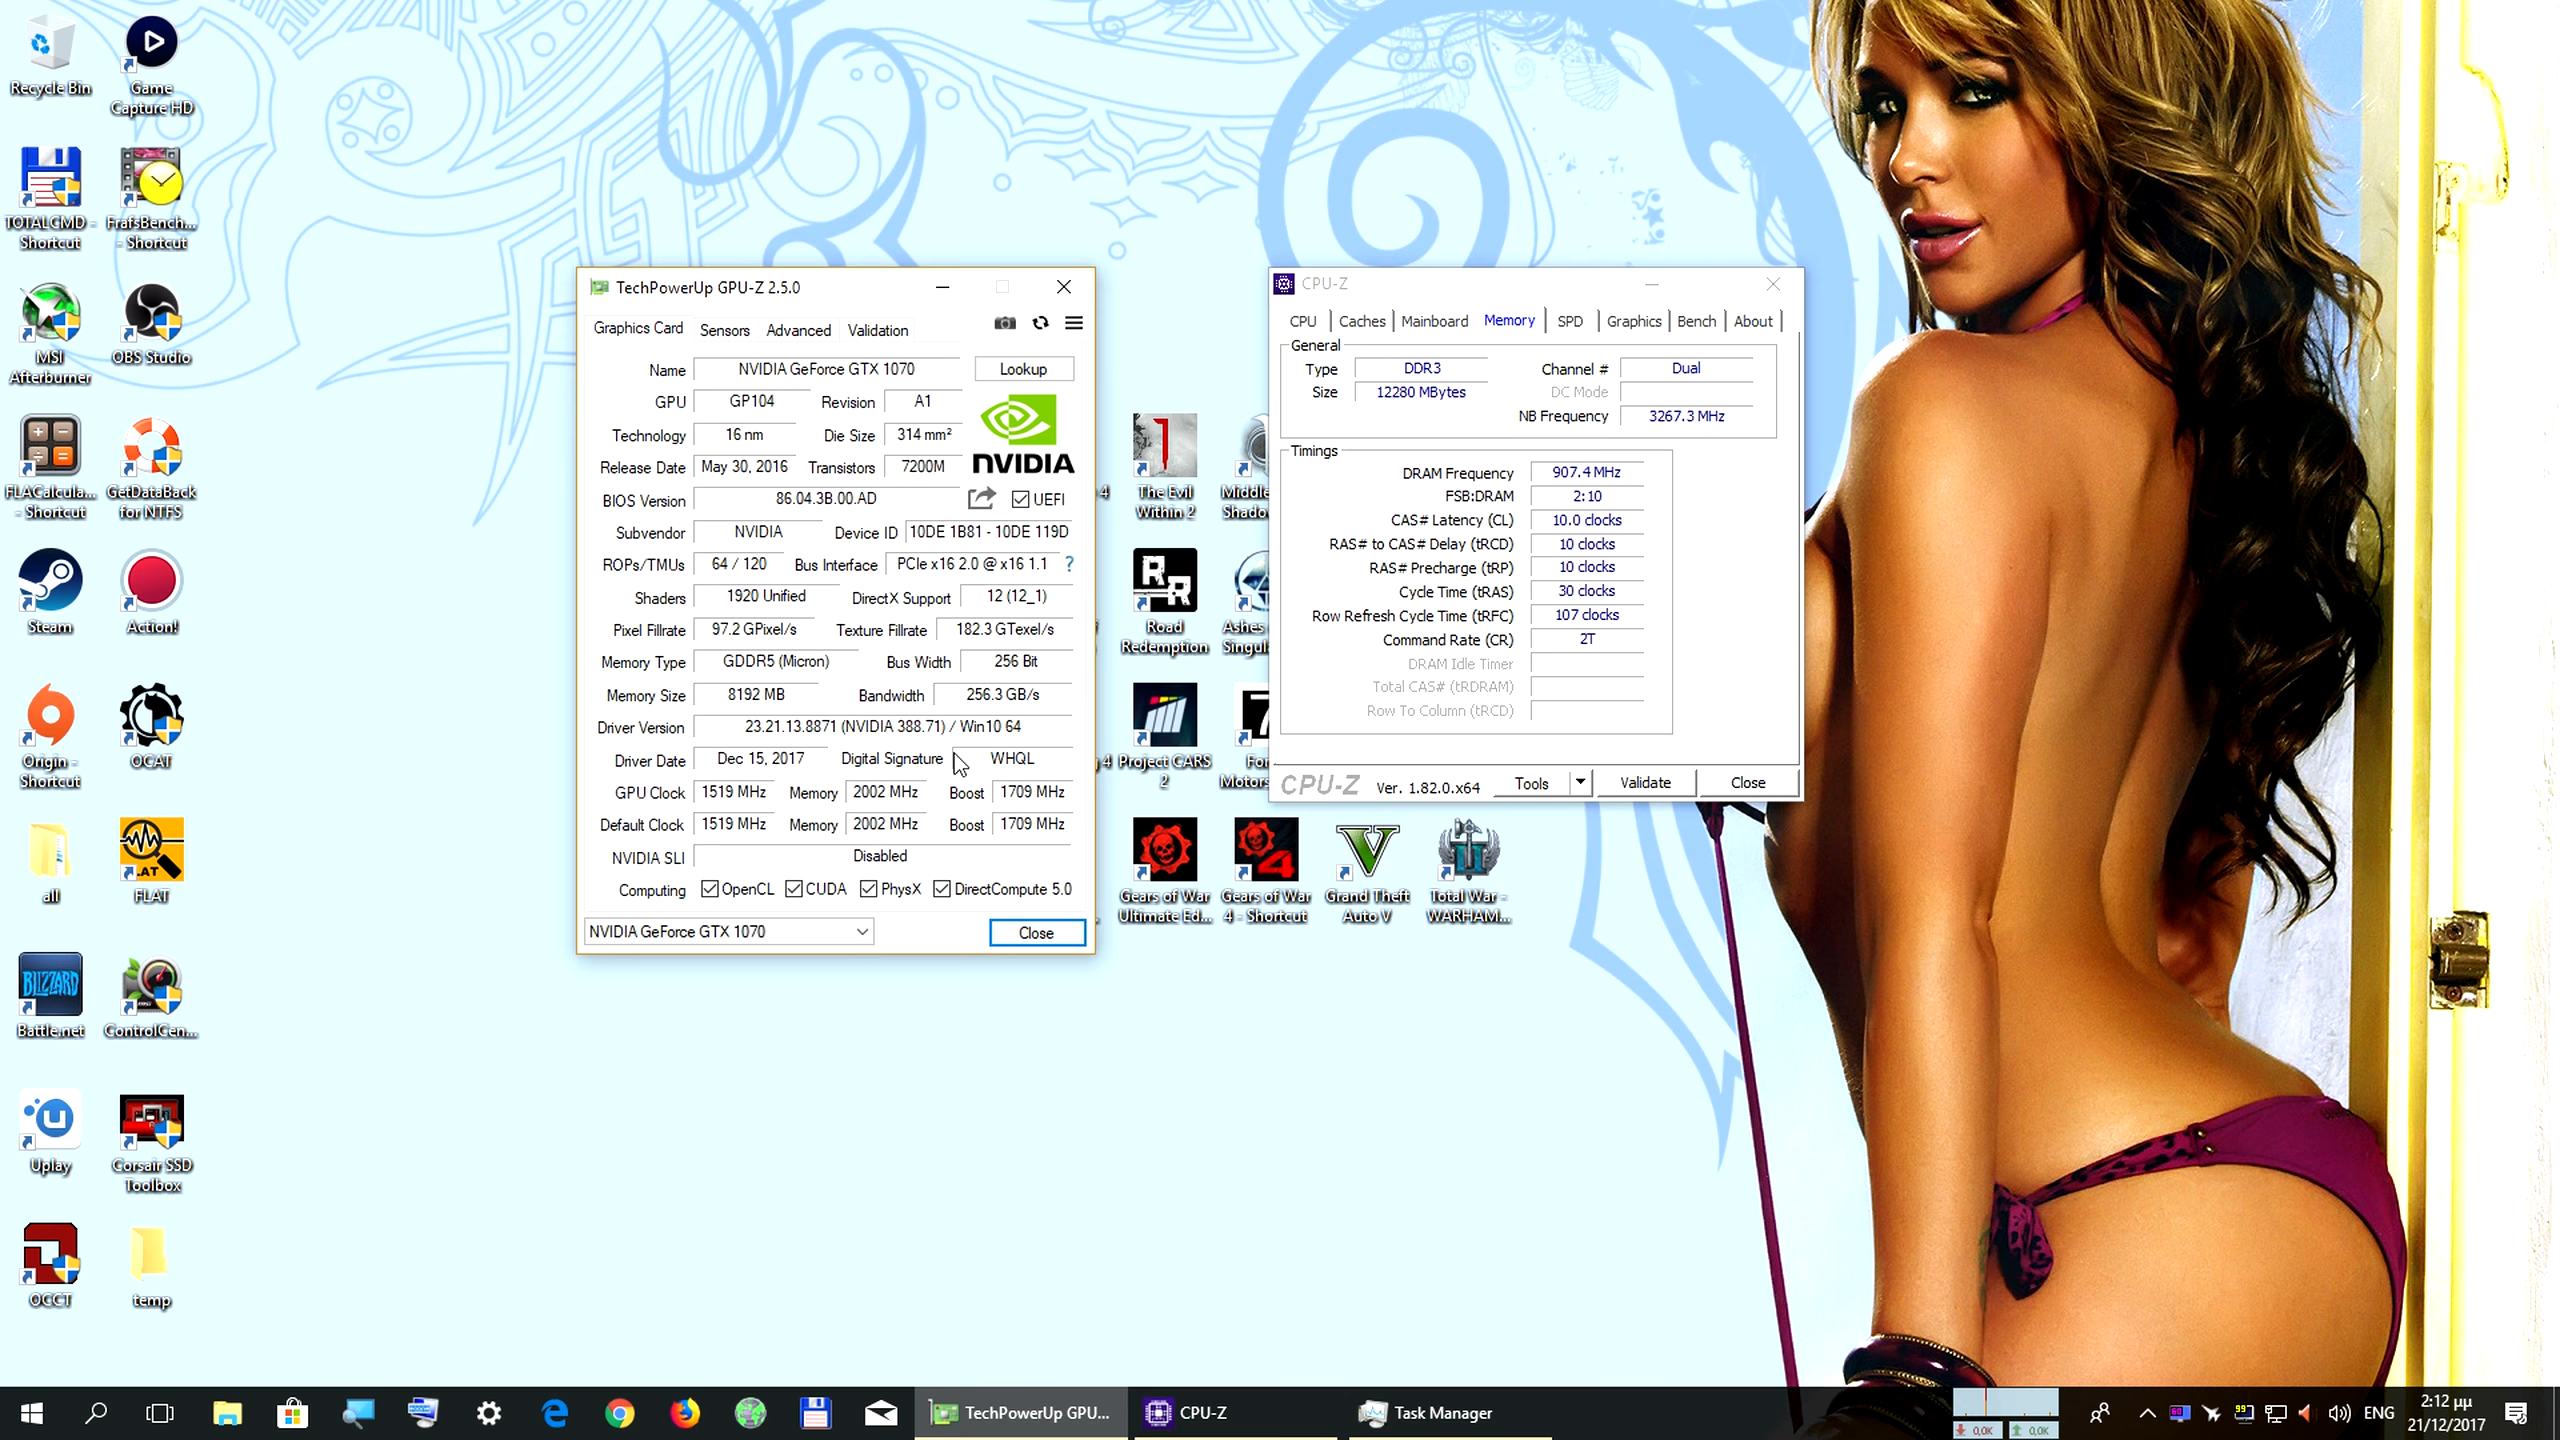 Recycle Bin
Game
Capture HD
TOTALCMD -
Shortcut
FrafsBench...
- Shortcut
MSI
Afterburner
OBS Studio
FLACalcula...
- Shortcut
GetDataBack
for NTFS
Steam
Action!
Origin -
Shortcut
OCAT
all
FLAT
Battle.net
ControlCen...
Uplay
Corsair SSD
Toolbox
OCCT
temp
TechPowerUp GPU-Z 2.5.0
Graphics Card Sensors Advanced Validation
Name NVIDIA GeForce GTX 1070 Lookup
GPU GP104 Revision A1
Technology 16 nm Die Size 314 mm²
NVIDIA
Release Date May 30, 2016 Transistors 7200M
BIOS Version 86.04.3B.00.AD UEFI
Subvendor NVIDIA Device ID 10DE 1B81 - 10DE 119D
ROPs/TMUs 64 / 120 Bus Interface PCIe x16 2.0 @ x16 1.1 ?
Shaders 1920 Unified DirectX Support 12 (12_1)
Pixel Fillrate 97.2 GPixel/s Texture Fillrate 182.3 GTexel/s
Memory Type GDDR5 (Micron) Bus Width 256 Bit
Memory Size 8192 MB Bandwidth 256.3 GB/s
Driver Version 23.21.13.8871 (NVIDIA 388.71) / Win10 64
Driver Date Dec 15, 2017 Digital Signature WHQL
GPU Clock 1519 MHz Memory 2002 MHz Boost 1709 MHz
Default Clock 1519 MHz Memory 2002 MHz Boost 1709 MHz
NVIDIA SLI Disabled
Computing OpenCL CUDA PhysX DirectCompute 5.0
NVIDIA GeForce GTX 1070 Close
4
The Evil
Within 2
Middle
Shado
Road
Redemption
Ashes
Singul
4
Project CARS
2
For
Motors
Gears of War
Ultimate Ed...
Gears of War
4 - Shortcut
Grand Theft
Auto V
Total War -
WARHAM...
CPU-Z
CPU Caches Mainboard Memory SPD Graphics Bench About
General
Type DDR3 Channel # Dual
Size 12280 MBytes DC Mode
NB Frequency 3267.3 MHz
Timings
DRAM Frequency 907.4 MHz
FSB:DRAM 2:10
CAS# Latency (CL) 10.0 clocks
RAS# to CAS# Delay (tRCD) 10 clocks
RAS# Precharge (tRP) 10 clocks
Cycle Time (tRAS) 30 clocks
Row Refresh Cycle Time (tRFC) 107 clocks
Command Rate (CR) 2T
DRAM Idle Timer
Total CAS# (tRDRAM)
Row To Column (tRCD)
CPU-Z Ver. 1.82.0.x64 Tools Validate Close
TechPowerUp GPU...
CPU-Z
Task Manager
0,0K 0,0K
60
99
ENG
2:12 μμ
21/12/2017